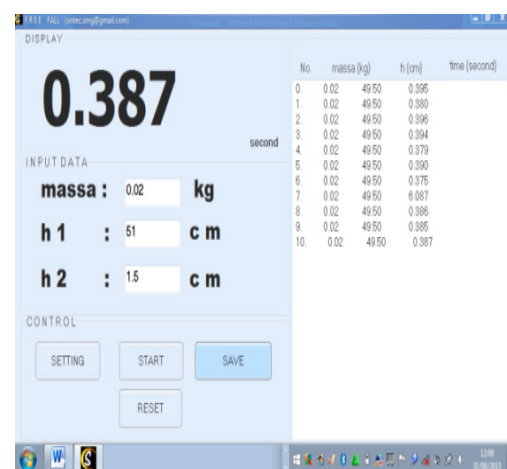 FREE FALL (sintec.smg@gmail.com)
DISPLAY
0.387
second
INPUT DATA
massa : 0.02 kg
h 1 : 51 c m
h 2 : 1.5 c m
CONTROL
SETTING START SAVE
RESET
No. massa (kg) h (cm) time (second)
0. 0.02 49.50 0.395
1. 0.02 49.50 0.380
2. 0.02 49.50 0.396
3. 0.02 49.50 0.394
4. 0.02 49.50 0.379
5. 0.02 49.50 0.390
6. 0.02 49.50 0.375
7. 0.02 49.50 6.087
8. 0.02 49.50 0.386
9. 0.02 49.50 0.385
10. 0.02 49.50 0.387
12:00
31/08/2015